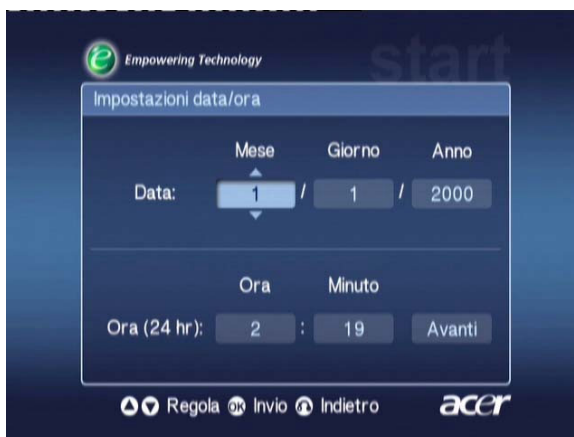 start
e Empowering Technology
Impostazioni data/ora
Mese Giorno Anno
Data: 1 / 1 / 2000
Ora Minuto
Ora (24 hr): 2 : 19 Avanti
Regola OK Invio Indietro acer